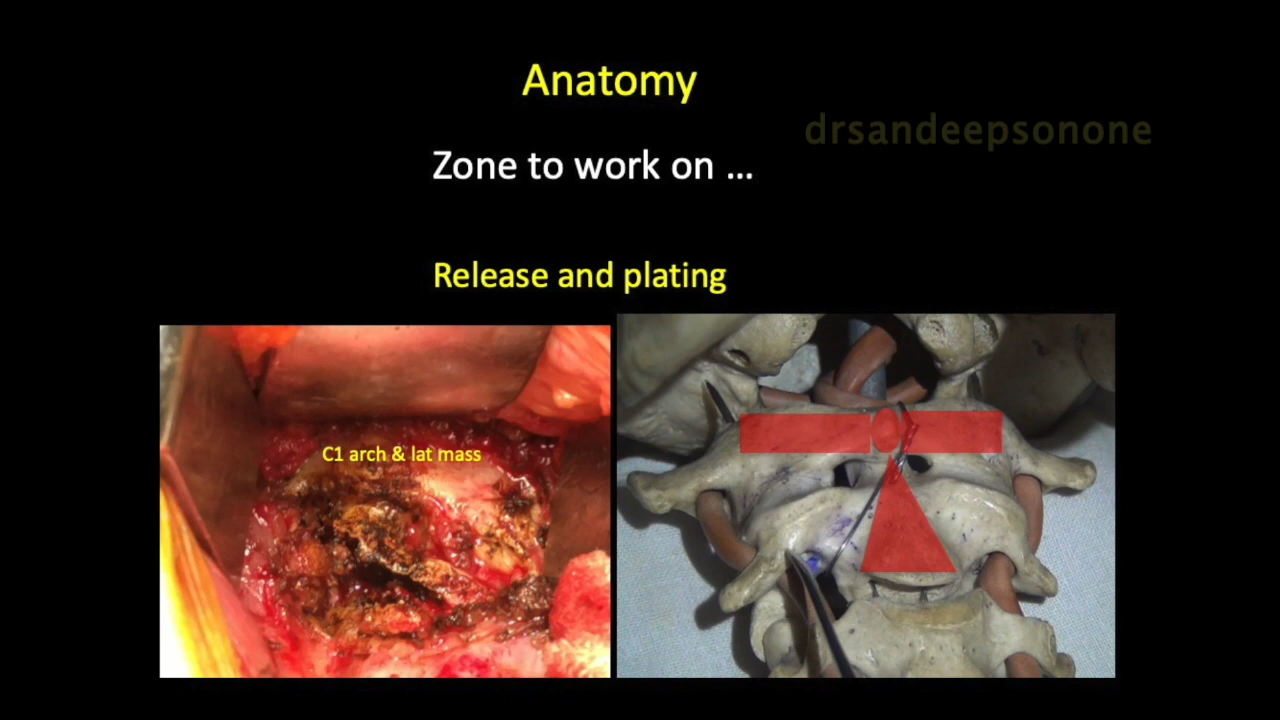 Anatomy
drsandeepsonone
Zone to work on ...
Release and plating
C1 arch & lat mass